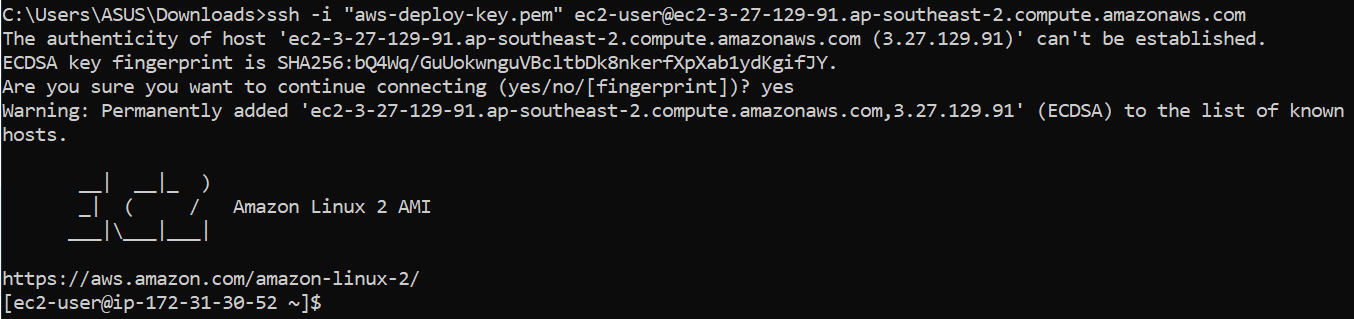 C:\Users\ASUS\Downloads>ssh -i "aws-deploy-key.pem" ec2-user@ec2-3-27-129-91.ap-southeast-2.compute.amazonaws.com
The authenticity of host 'ec2-3-27-129-91.ap-southeast-2.compute.amazonaws.com (3.27.129.91)' can't be established.
ECDSA key fingerprint is SHA256:bQ4Wq/GuUokwnguVBcltbDk8nkerfXpXab1ydKgifJY.
Are you sure you want to continue connecting (yes/no/[fingerprint])? yes
Warning: Permanently added 'ec2-3-27-129-91.ap-southeast-2.compute.amazonaws.com,3.27.129.91' (ECDSA) to the list of known
hosts.
       __|  __|_  )
       _|  (     /   Amazon Linux 2 AMI
      ___|\___|___|
https://aws.amazon.com/amazon-linux-2/
[ec2-user@ip-172-31-30-52 ~]$